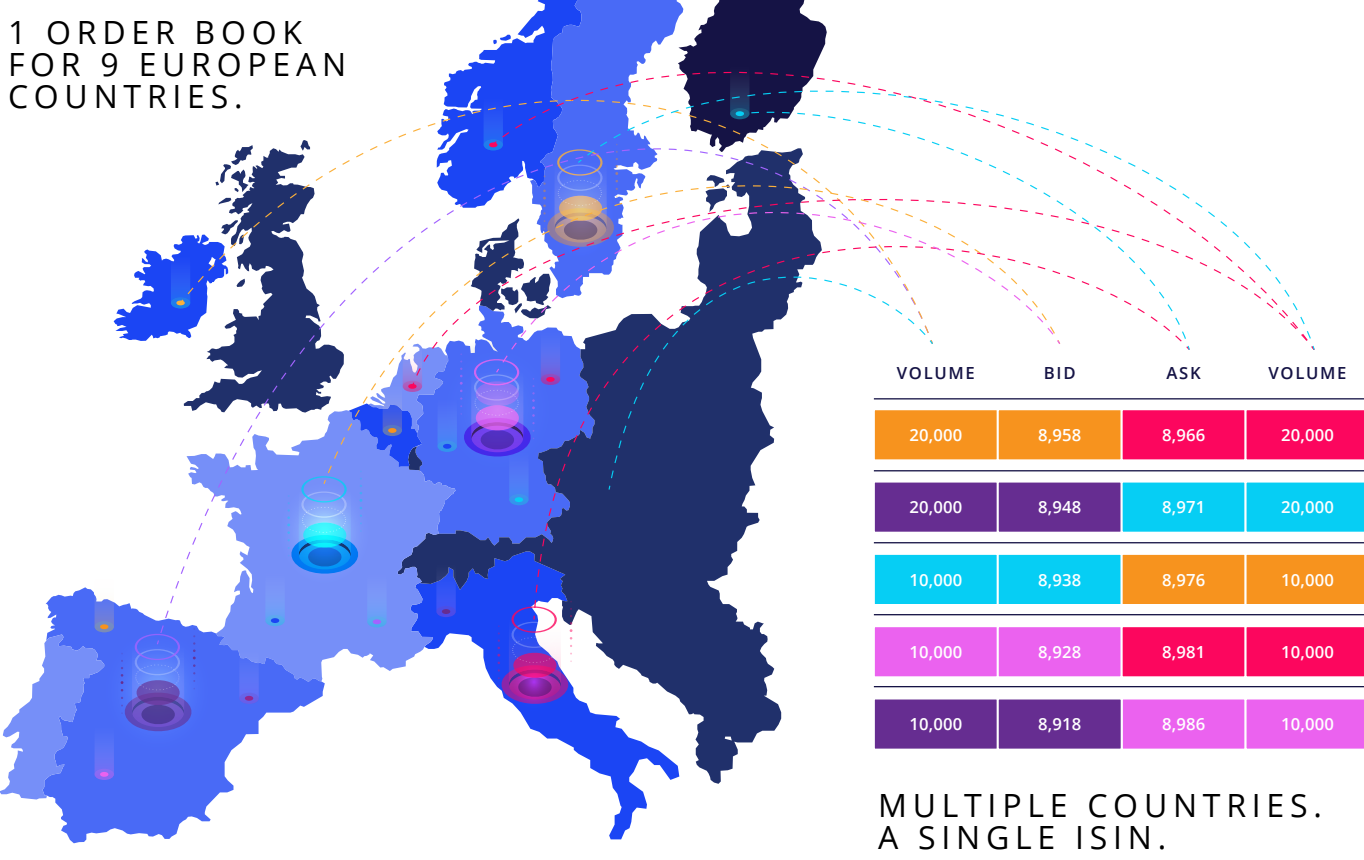 1 ORDER BOOK
FOR 9 EUROPEAN
COUNTRIES.
VOLUME BID ASK VOLUME
20,000 8,958 8,966 20,000
20,000 8,948 8,971 20,000
10,000 8,938 8,976 10,000
10,000 8,928 8,981 10,000
10,000 8,918 8,986 10,000
MULTIPLE COUNTRIES.
A SINGLE ISIN.